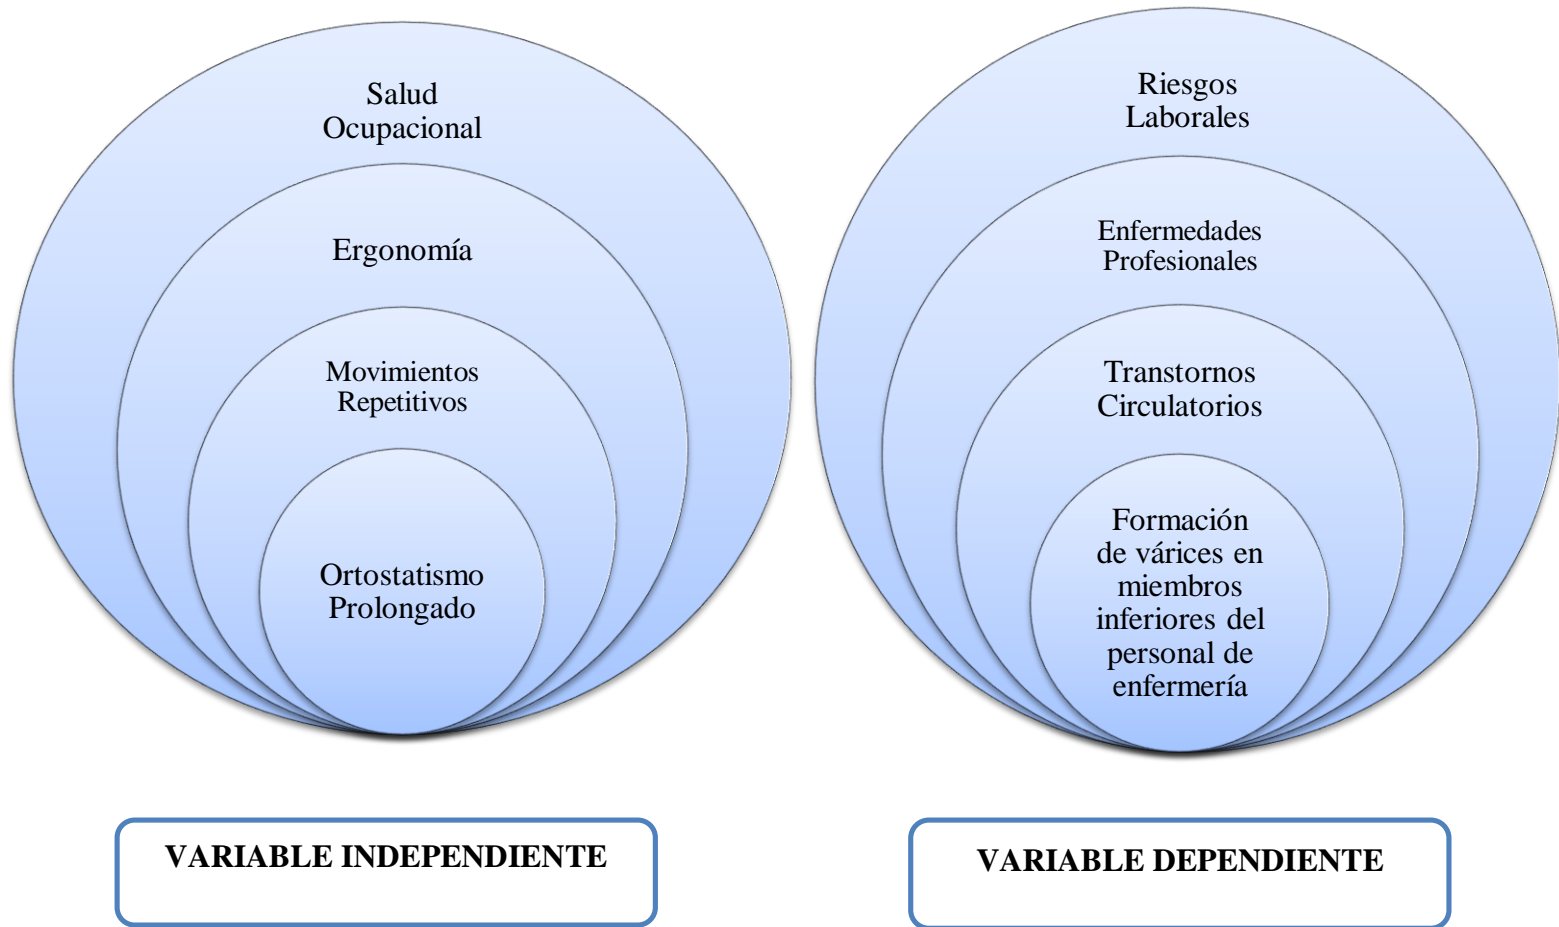 Salud
Ocupacional
Ergonomía
Movimientos
Repetitivos
Ortostatismo
Prolongado
VARIABLE INDEPENDIENTE
Riesgos
Laborales
Enfermedades
Profesionales
Transtornos
Circulatorios
Formación
de várices en
miembros
inferiores del
personal de
enfermería
VARIABLE DEPENDIENTE